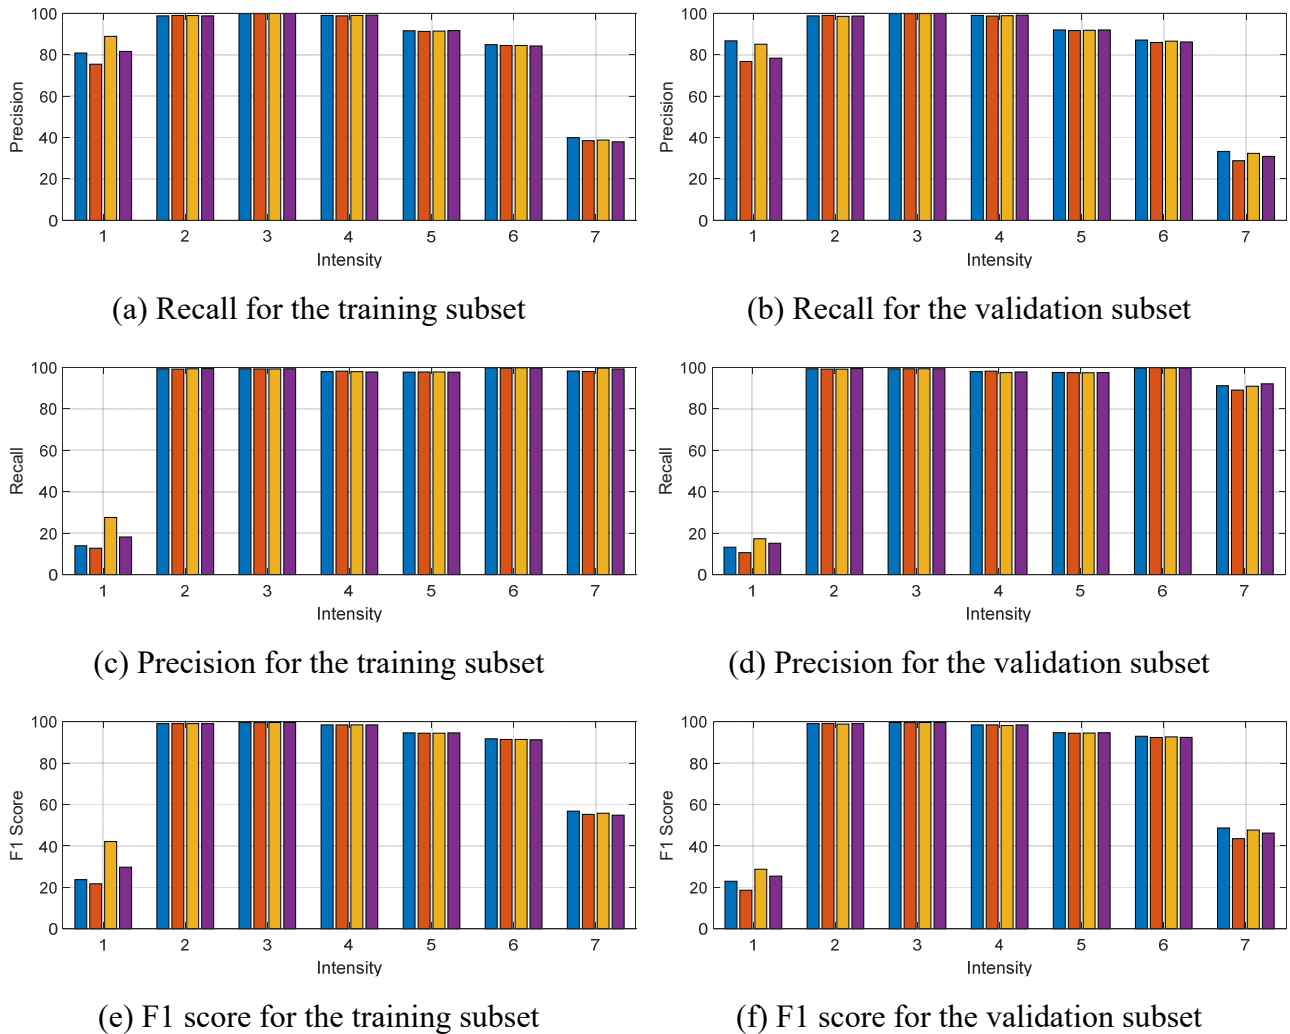 100
80
60
40
20
0
Precision
1 2 3 4 5 6 7
Intensity
(a) Recall for the training subset
100
80
60
40
20
0
Precision
1 2 3 4 5 6 7
Intensity
(b) Recall for the validation subset
100
80
60
40
20
0
Recall
1 2 3 4 5 6 7
Intensity
(c) Precision for the training subset
100
80
60
40
20
0
Recall
1 2 3 4 5 6 7
Intensity
(d) Precision for the validation subset
100
80
60
40
20
0
F1 Score
1 2 3 4 5 6 7
Intensity
(e) F1 score for the training subset
100
80
60
40
20
0
F1 Score
1 2 3 4 5 6 7
Intensity
(f) F1 score for the validation subset